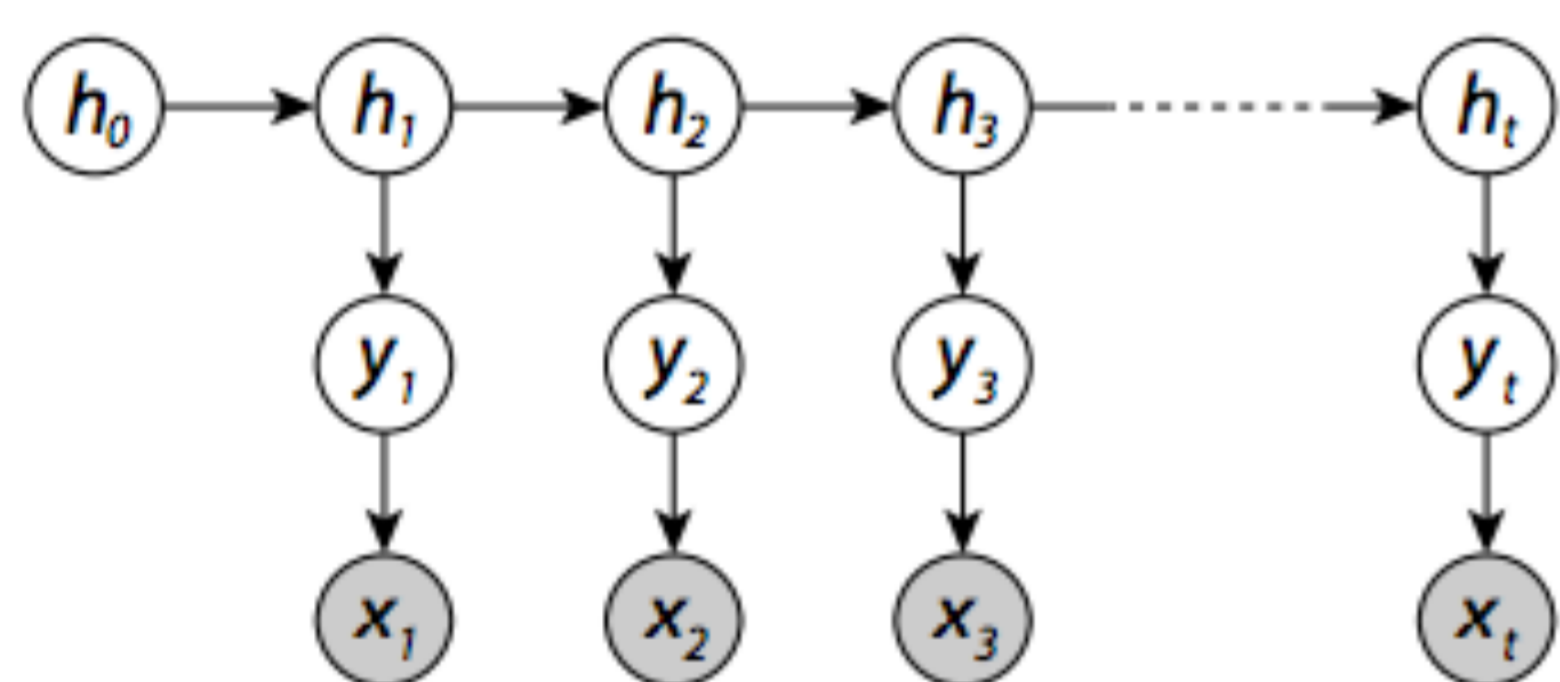 h₀ h₁ h₂ h₃ hₜ
y₁ y₂ y₃ yₜ
x₁ x₂ x₃ xₜ